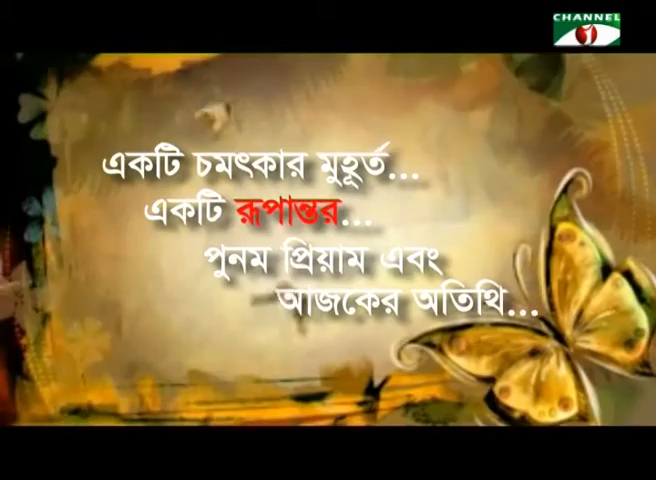 CHANNEL
i
একটি চমৎকার মুহূর্ত...
একটি রূপান্তর...
পুনম প্রিয়াম এবং
আজকের অতিথি...